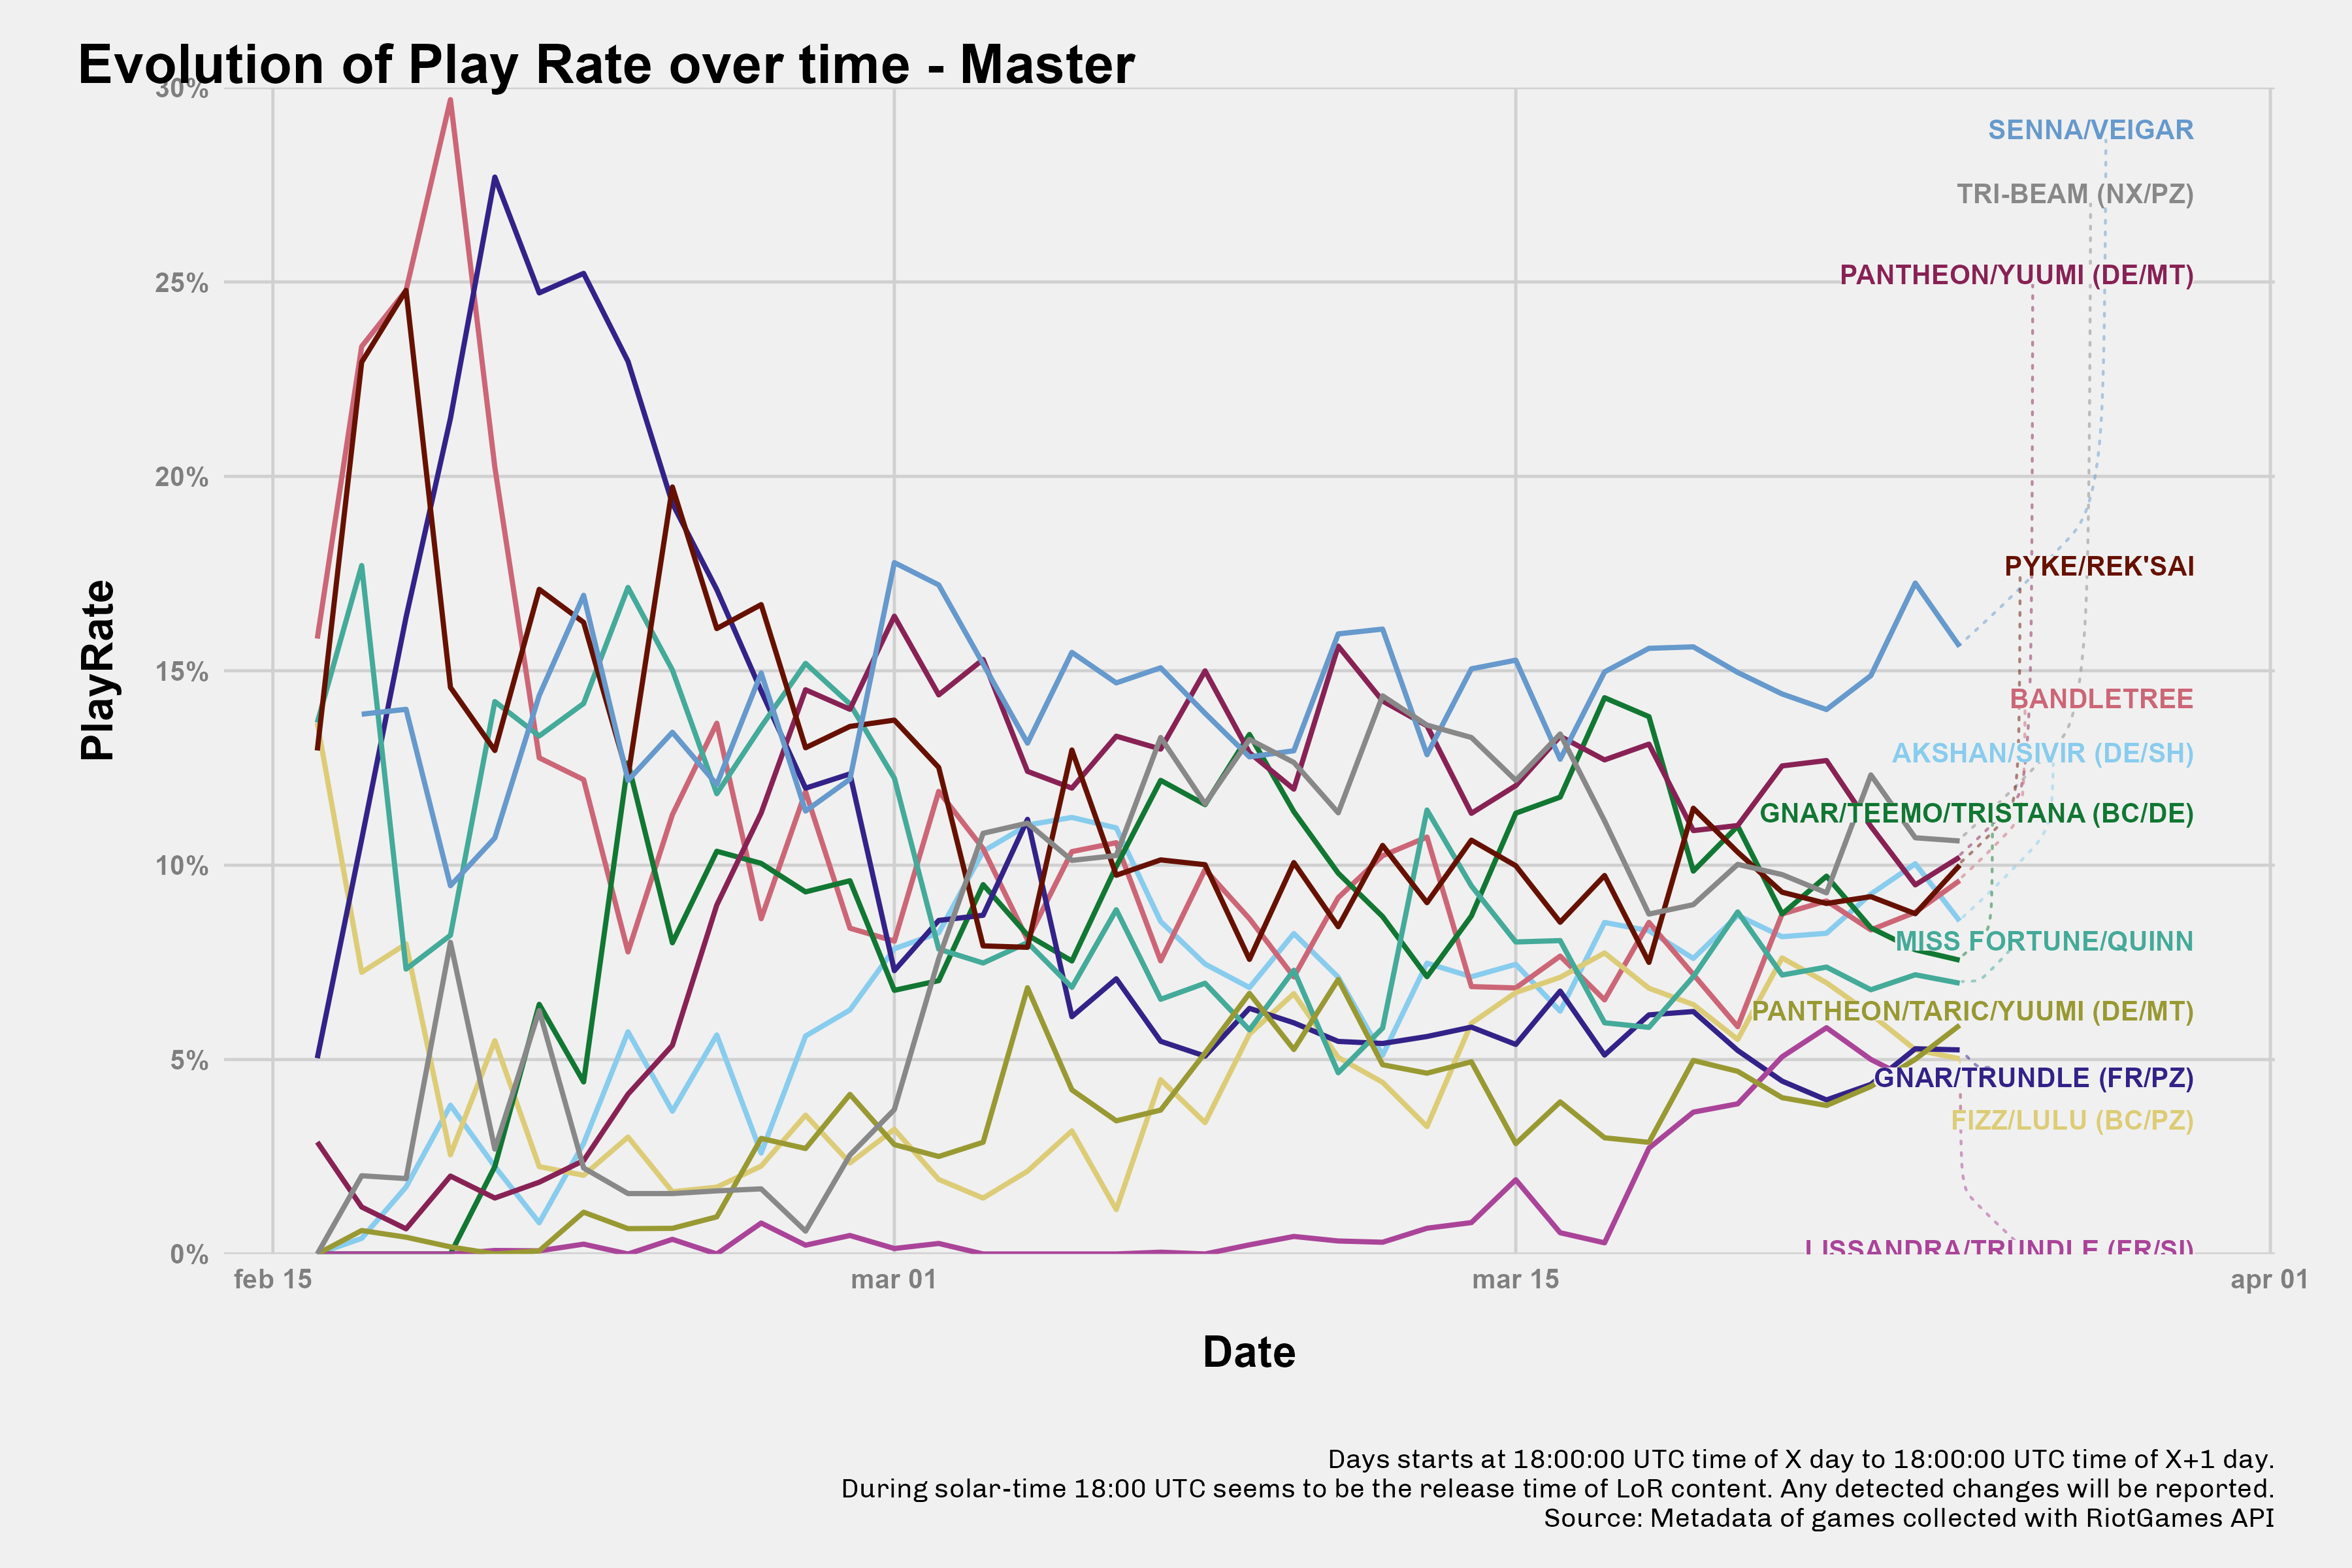 Evolution of Play Rate over time - Master
30%
SENNA/VEIGAR
TRI-BEAM (NX/PZ)
PANTHEON/YUUMI (DE/MT)
25%
20%
PYKE/REK'SAI
15%
BANDLETREE
AKSHAN/SIVIR (DE/SH)
GNAR/TEEMO/TRISTANA (BC/DE)
10%
MISS FORTUNE/QUINN
PANTHEON/TARIC/YUUMI (DE/MT)
5%
GNAR/TRUNDLE (FR/PZ)
FIZZ/LULU (BC/PZ)
LISSANDRA/TRUNDLE (FR/SI)
0%
PlayRate
feb 15
mar 01
mar 15
apr 01
Date
Days starts at 18:00:00 UTC time of X day to 18:00:00 UTC time of X+1 day.
During solar-time 18:00 UTC seems to be the release time of LoR content. Any detected changes will be reported.
Source: Metadata of games collected with RiotGames API